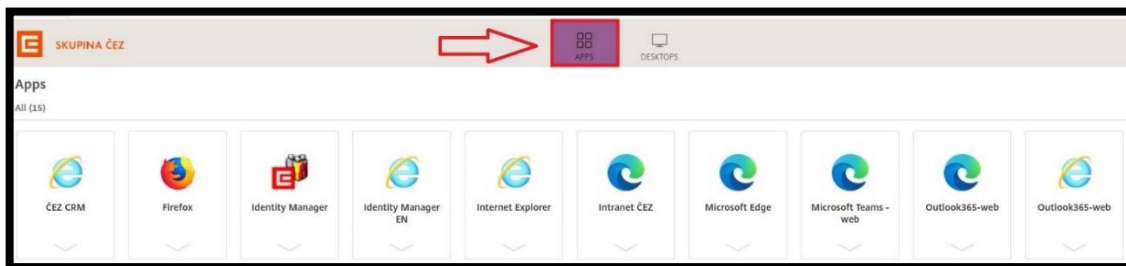 SKUPINA ČEZ
APPS
DESKTOPS
Apps
All (15)
ČEZ CRM
Firefox
Identity Manager
Identity Manager
EN
Internet Explorer
Intranet ČEZ
Microsoft Edge
Microsoft Teams -
web
Outlook365-web
Outlook365-web